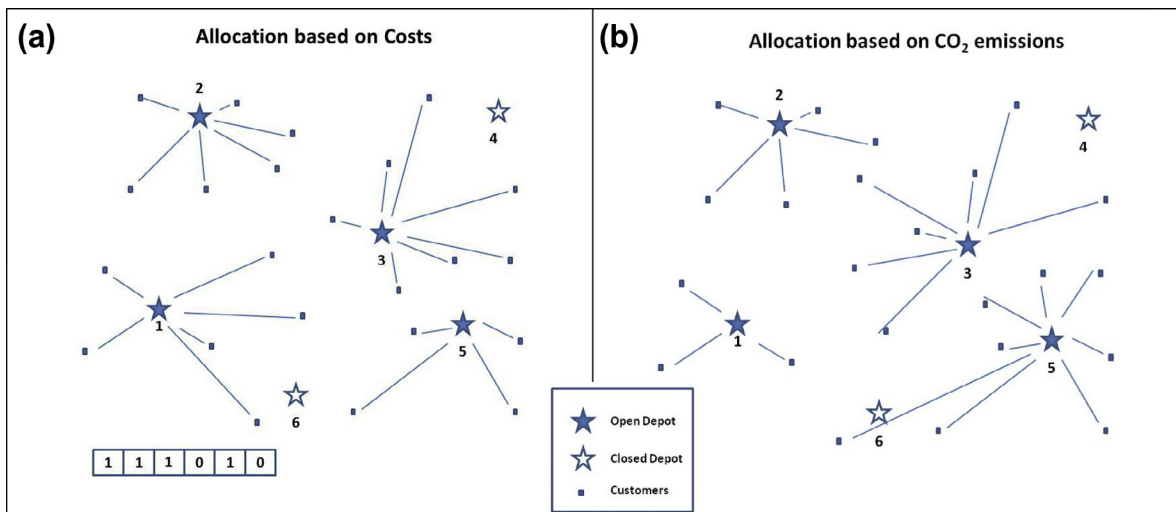 (a)
Allocation based on Costs
2
4
3
1
5
6
1 1 1 0 1 0
(b)
Allocation based on CO₂ emissions
2
4
3
1
5
6
Open Depot
Closed Depot
Customers